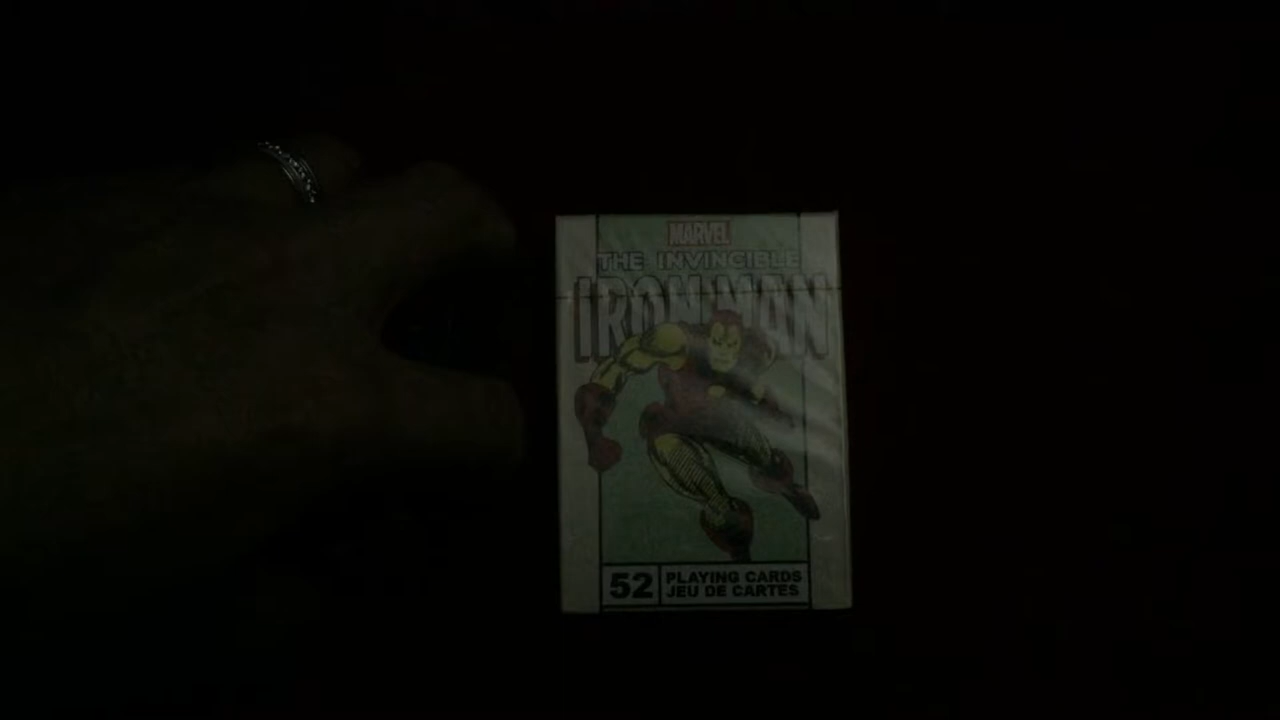 MARVEL
THE INVINCIBLE
IRON MAN
52
PLAYING CARDS
JEU DE CARTES